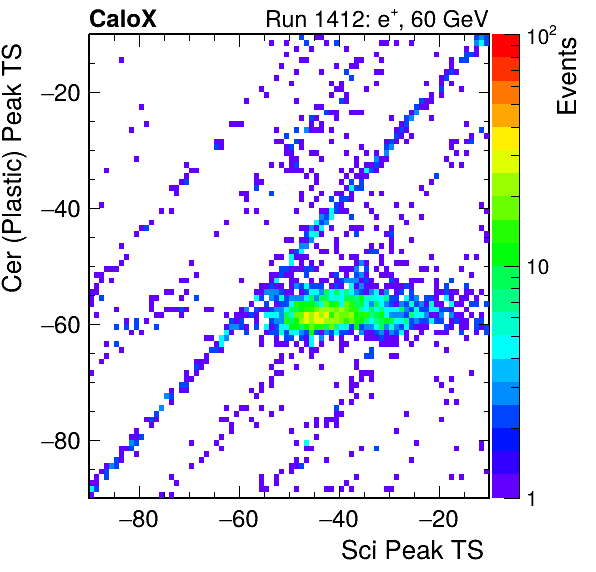 CaloX Run 1412: e⁺, 60 GeV
Cer (Plastic) Peak TS
−20
−40
−60
−80
−80 −60 −40 −20
Sci Peak TS
10²
10
1
Events